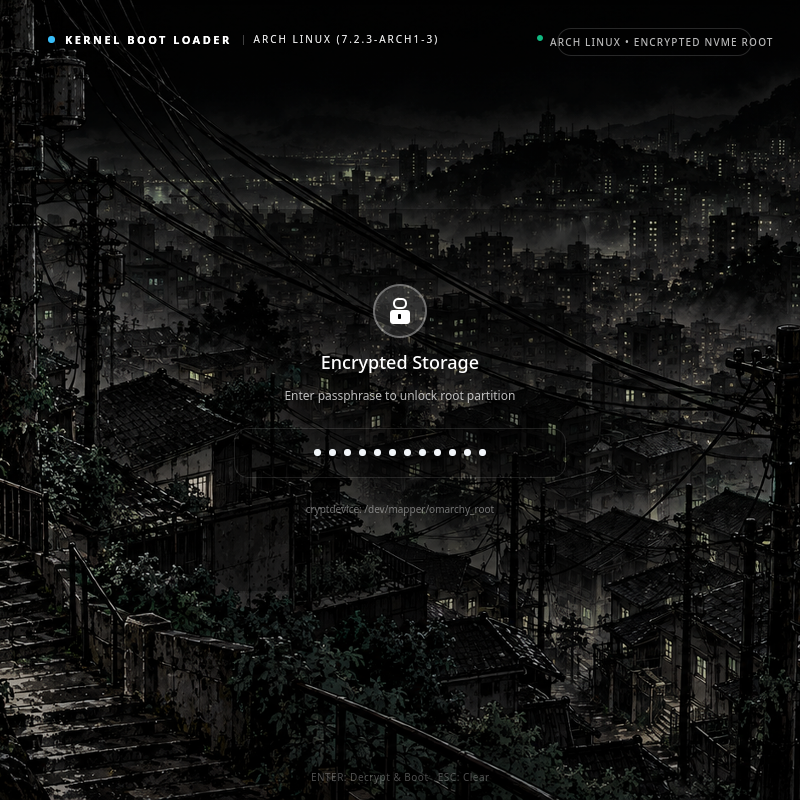 KERNEL BOOT LOADER | ARCH LINUX (7.2.3-ARCH1-3)
ARCH LINUX • ENCRYPTED NVME ROOT
Encrypted Storage
Enter passphrase to unlock root partition
cryptdevice: /dev/mapper/omarchy_root
ENTER: Decrypt & Boot · ESC: Clear